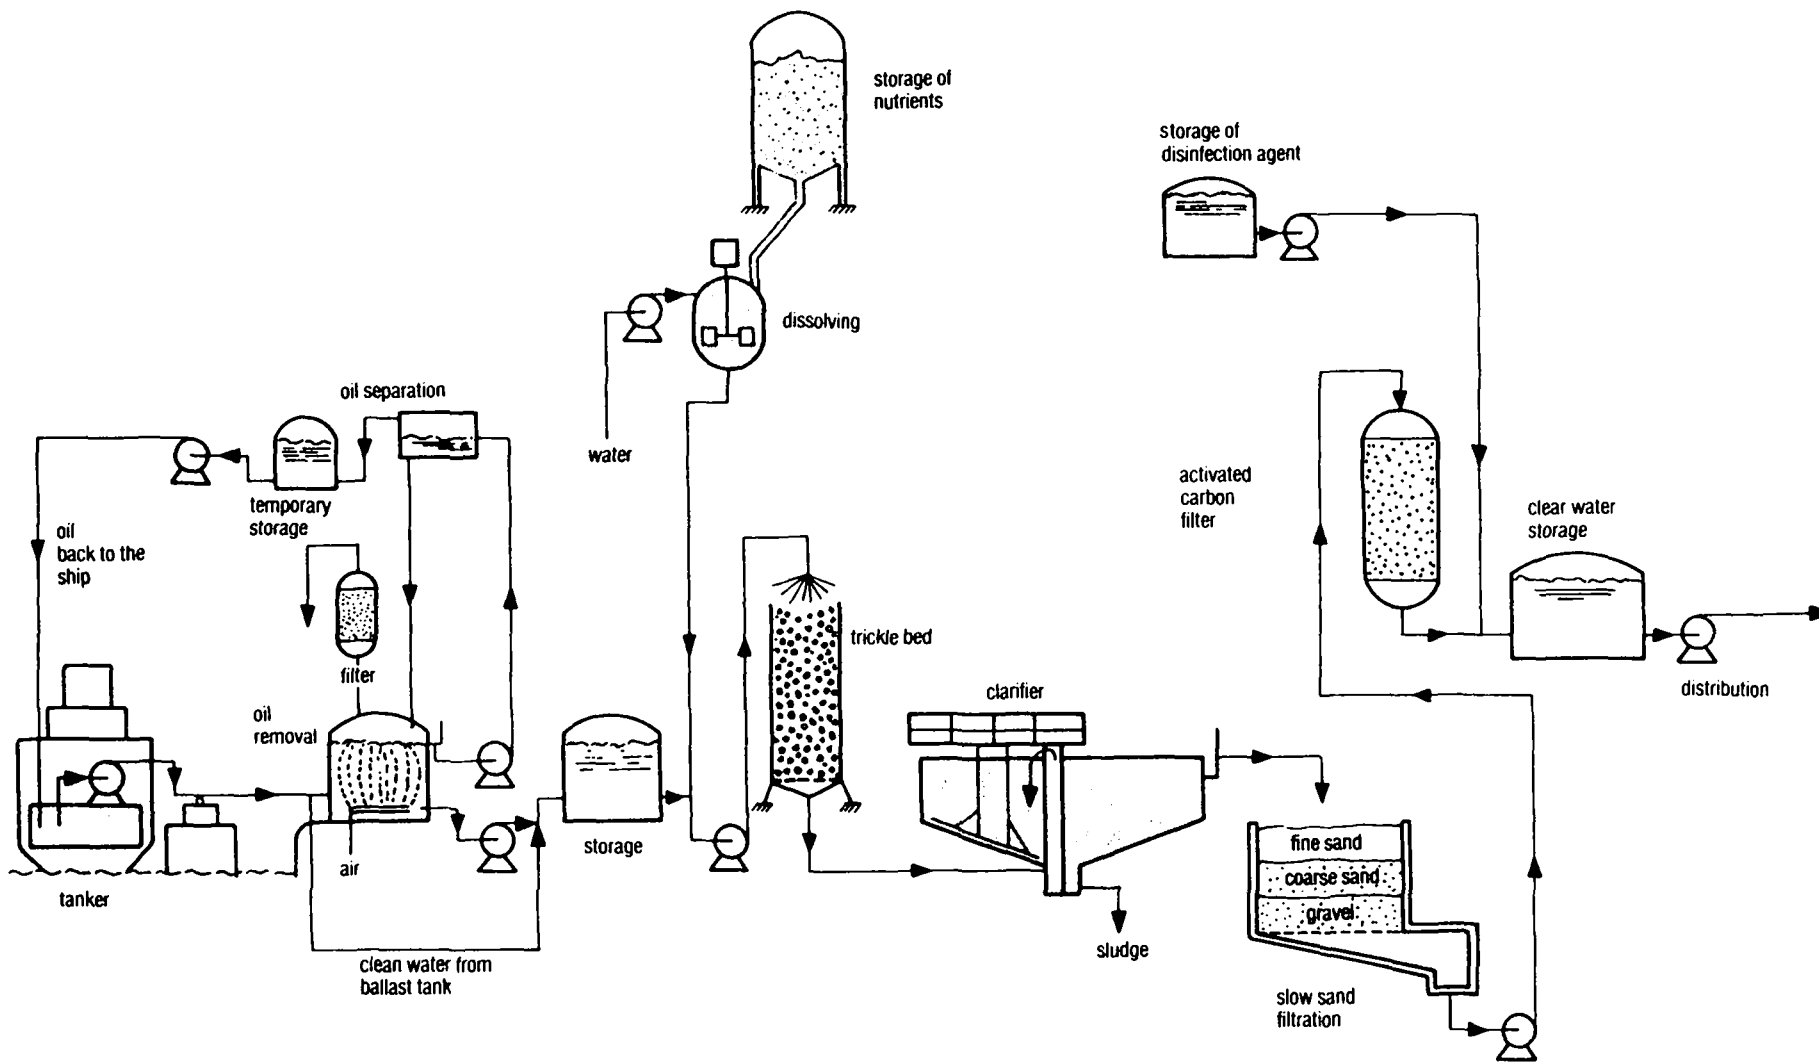 storage of
nutrients
storage of
disinfection agent
dissolving
water
oil separation
temporary
storage
oil
back to the
ship
filter
oil
removal
air
tanker
clean water from
ballast tank
storage
trickle bed
clarifier
sludge
fine sand
coarse sand
gravel
slow sand
filtration
activated
carbon
filter
clear water
storage
distribution